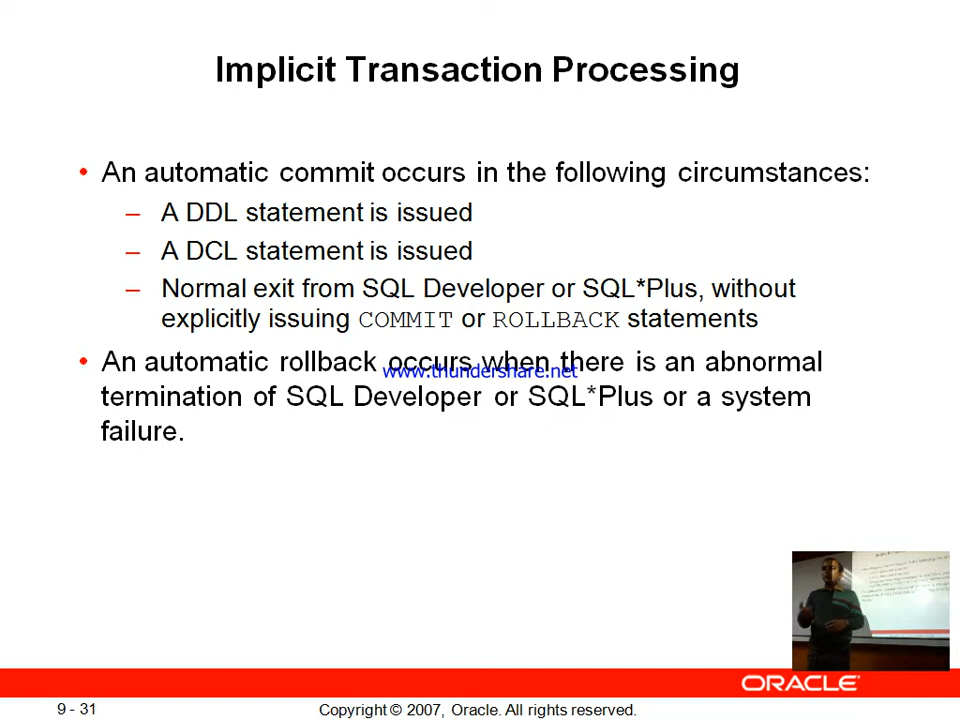 Implicit Transaction Processing
• An automatic commit occurs in the following circumstances:
– A DDL statement is issued
– A DCL statement is issued
– Normal exit from SQL Developer or SQL*Plus, without
explicitly issuing COMMIT or ROLLBACK statements
• An automatic rollback occurs when there is an abnormal
www.thundershare.net
termination of SQL Developer or SQL*Plus or a system
failure.
ORACLE
9 - 31
Copyright © 2007, Oracle. All rights reserved.